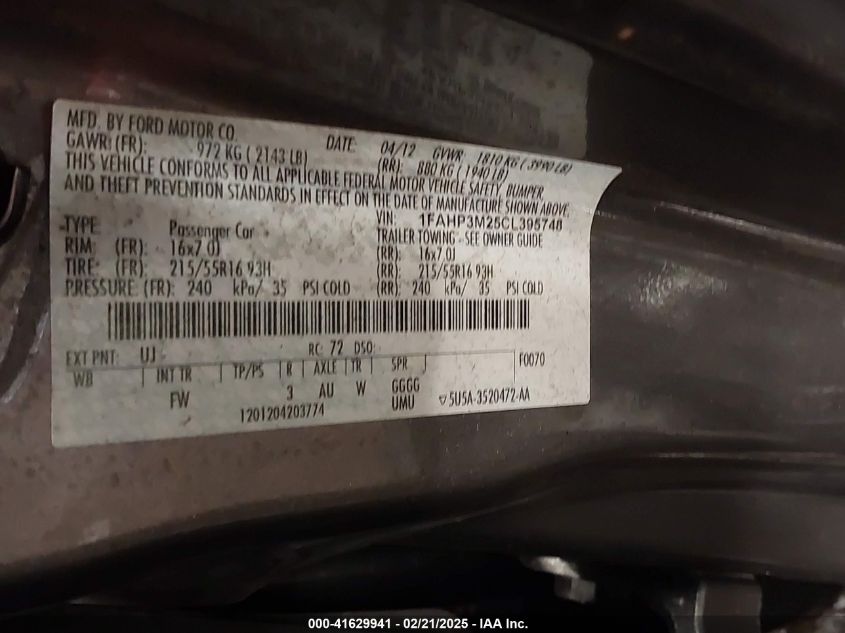 MFD. BY FORD MOTOR CO.
DATE: 04/12 GVWR: 1810 KG ( 3990 LB)
GAWR: (FR): 972 KG ( 2143 LB) (RR): 880 KG ( 1940 LB)
THIS VEHICLE CONFORMS TO ALL APPLICABLE FEDERAL MOTOR VEHICLE SAFETY, BUMPER,
AND THEFT PREVENTION STANDARDS IN EFFECT ON THE DATE OF MANUFACTURE SHOWN ABOVE.
VIN: 1FAHP3M25CL395748
TYPE: Passenger Car TRAILER TOWING - SEE OWNER GUIDE
RIM: (FR): 16x7.0J (RR): 16x7.0J
TIRE: (FR): 215/55R16 93H (RR): 215/55R16 93H
PRESSURE: (FR): 240 kPa/ 35 PSI COLD (RR): 240 kPa/ 35 PSI COLD
EXT PNT: UJ RC: 72 DSO: F0070
WB INT TR TP/PS R AXLE TR SPR
FW 3 AU W GGGG
UMU 5U5A-3520472-AA
1201204203774
000-41629941 - 02/21/2025 - IAA Inc.